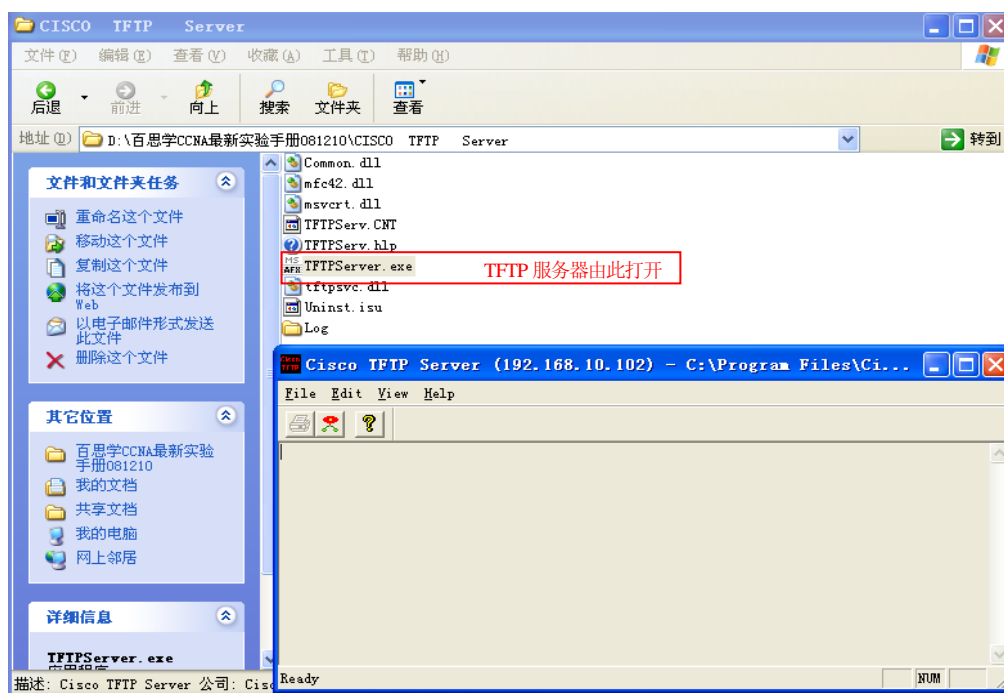 CISCO TFTP Server
文件(F) 编辑(E) 查看(V) 收藏(A) 工具(T) 帮助(H)
后退 前进 向上 搜索 文件夹 查看
地址(D) D:\百思学CCNA最新实验手册081210\CISCO TFTP Server 转到
文件和文件夹任务
重命名这个文件
移动这个文件
复制这个文件
将这个文件发布到
Web
以电子邮件形式发送
此文件
删除这个文件
其它位置
百思学CCNA最新实验
手册081210
我的文档
共享文档
我的电脑
网上邻居
详细信息
TFTPServer.exe
应用程序
Common.dll
mfc42.dll
msvcrt.dll
TFTPServ.CNT
TFTPServ.hlp
TFTPServer.exe TFTP 服务器由此打开
tftpsvc.dll
Uninst.isu
Log
Cisco TFTP Server (192.168.10.102) - C:\Program Files\Ci...
File Edit View Help
Ready NUM
描述: Cisco TFTP Server 公司: Cisc